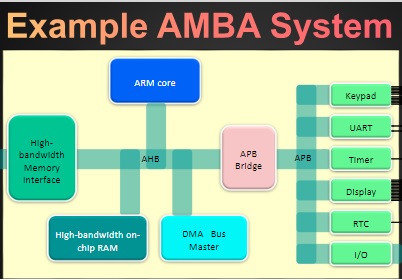 Example AMBA System
ARM core
Keypad
High-
bandwidth
Memory
Interface
AHB
APB
Bridge
APB
UART
Timer
Display
RTC
I/O
High-bandwidth on-
chip RAM
DMA Bus
Master